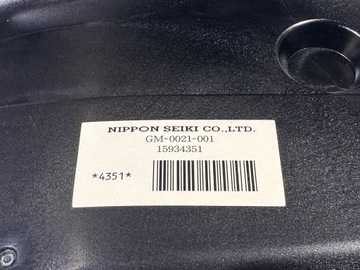 NIPPON SEIKI CO.,LTD.
GM-0021-001
15934351
*4351*